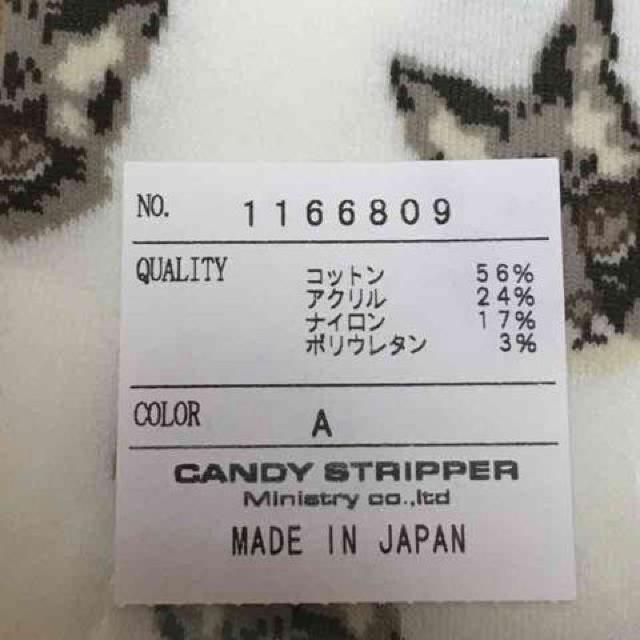 NO. 1166809
QUALITY コットン 56%
アクリル 24%
ナイロン 17%
ポリウレタン 3%
COLOR A
CANDY STRIPPER
Ministry co.,ltd
MADE IN JAPAN